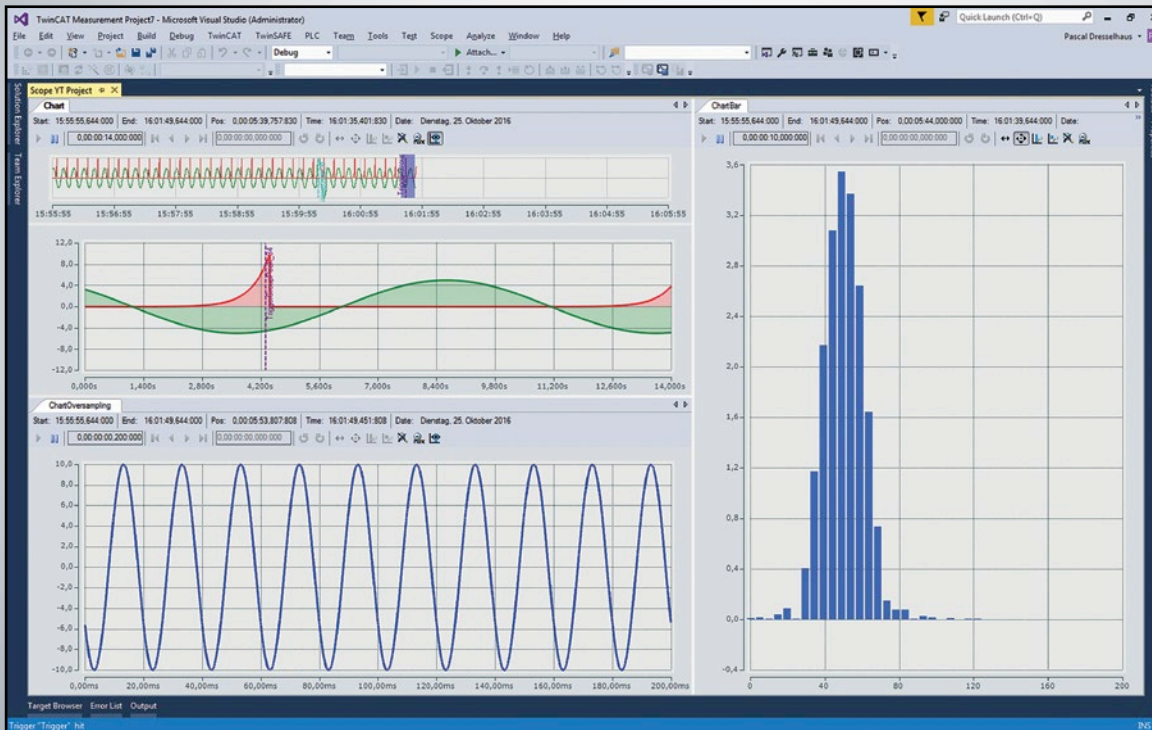 TwinCAT Measurement Project7 - Microsoft Visual Studio (Administrator)
Quick Launch (Ctrl+Q)
File Edit View Project Build Debug TwinCAT TwinSAFE PLC Team Tools Test Scope Analyze Window Help
Pascal Dresselhaus
Debug
Attach...
Solution Explorer
Team Explorer
Scope YT Project
Chart
Start: 15:55:55,644:000 End: 16:01:49,644:000 Pos: 0,00:05:39,757:830 Time: 16:01:35,401:830 Date: Dienstag, 25. Oktober 2016
0,00:00:14,000:000 0,00:00:00,000:000
15:55:55 15:56:55 15:57:55 15:58:55 15:59:55 16:00:55 16:01:55 16:02:55 16:03:55 16:04:55 16:05:55
12,0
8,0
4,0
0,0
-4,0
-8,0
-12,0
0,000s 1,400s 2,800s 4,200s 5,600s 7,000s 8,400s 9,800s 11,200s 12,600s 14,000s
ChartOversampling
Start: 15:55:55,644:000 End: 16:01:49,644:000 Pos: 0,00:05:53,807:808 Time: 16:01:49,451:808 Date: Dienstag, 25. Oktober 2016
0,00:00:00,200:000 0,00:00:00,000:000
10,0
8,0
6,0
4,0
2,0
0,0
-2,0
-4,0
-6,0
-8,0
-10,0
0,00ms 20,00ms 40,00ms 60,00ms 80,00ms 100,00ms 120,00ms 140,00ms 160,00ms 180,00ms 200,00ms
ChartBar
Start: 15:55:55,644:000 End: 16:01:49,644:000 Pos: 0,00:05:44,000:000 Time: 16:01:39,644:000 Date:
0,00:00:10,000:000 0,00:00:00,000:000
3,6
3,2
2,8
2,4
2,0
1,6
1,2
0,8
0,4
0,0
-0,4
0 40 80 120 160 200
Target Browser Error List Output
Trigger "Trigger" hit
INS